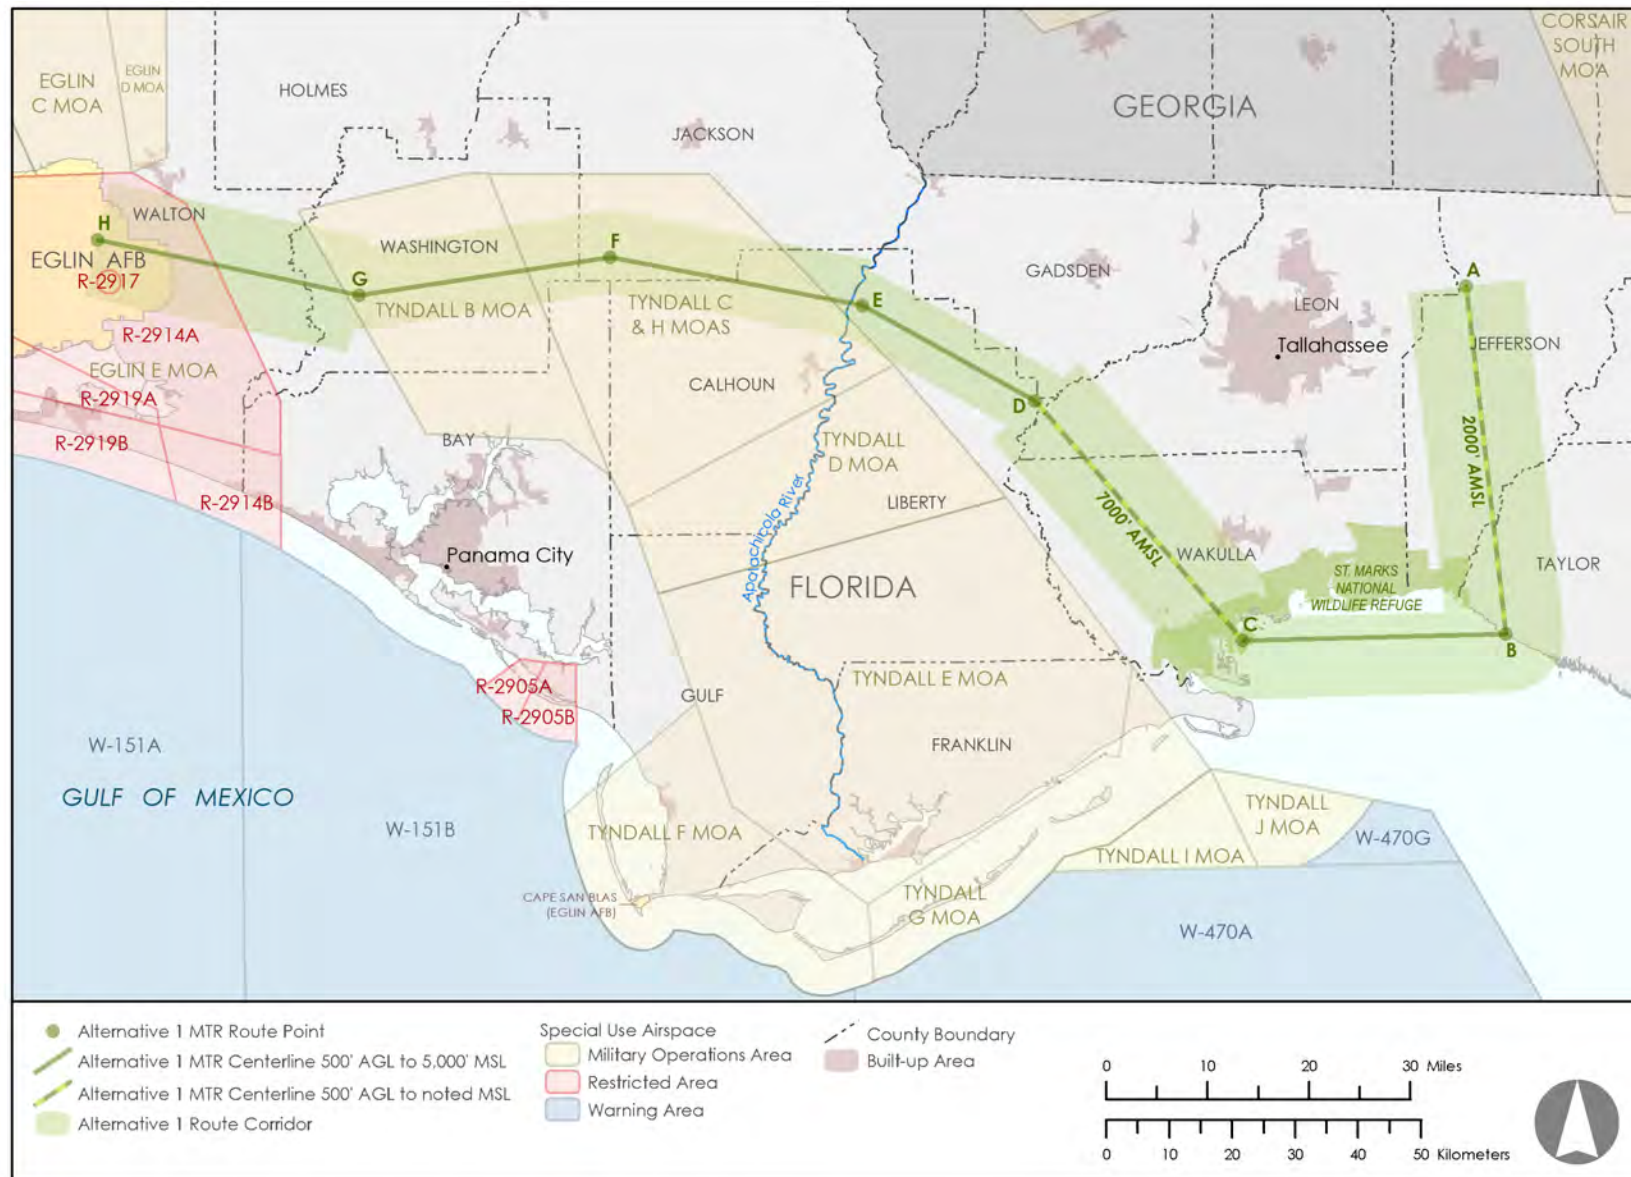 CORSAIR
SOUTH
MOA
EGLIN
C MOA
EGLIN
D MOA
HOLMES
JACKSON
GEORGIA
WALTON
H
EGLIN AFB
R-2917
WASHINGTON
F
G
TYNDALL B MOA
TYNDALL C
& H MOAS
E
GADSDEN
LEON
Tallahassee
A
JEFFERSON
R-2914A
EGLIN E MOA
R-2919A
R-2919B
R-2914B
BAY
CALHOUN
D
TYNDALL
D MOA
LIBERTY
2000' AMSL
7000' AMSL
Panama City
Apalachicola River
FLORIDA
WAKULLA
ST. MARKS
NATIONAL
WILDLIFE REFUGE
TAYLOR
C
B
R-2905A
R-2905B
GULF
TYNDALL E MOA
FRANKLIN
W-151A
GULF OF MEXICO
W-151B
TYNDALL F MOA
TYNDALL
J MOA
W-470G
TYNDALL I MOA
CAPE SAN BLAS
(EGLIN AFB)
TYNDALL
G MOA
W-470A
Alternative 1 MTR Route Point
Alternative 1 MTR Centerline 500' AGL to 5,000' MSL
Alternative 1 MTR Centerline 500' AGL to noted MSL
Alternative 1 Route Corridor
Special Use Airspace
Military Operations Area
Restricted Area
Warning Area
County Boundary
Built-up Area
0 10 20 30 Miles
0 10 20 30 40 50 Kilometers